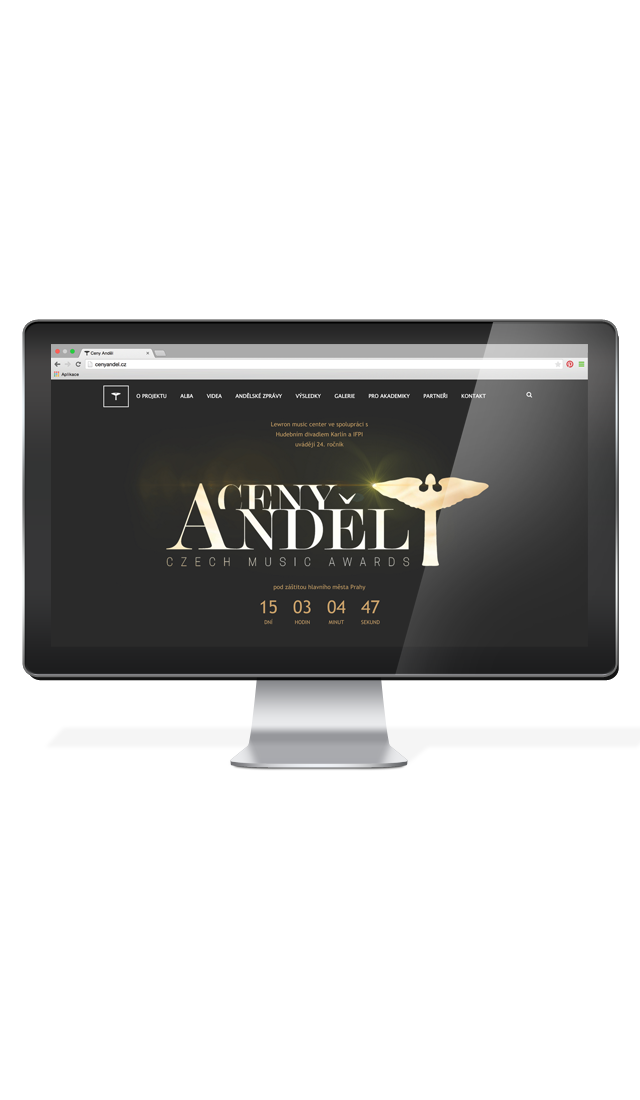 Ceny Anděl
cenyandel.cz
Aplikace
O PROJEKTU ALBA VIDEA ANDĚLSKÉ ZPRÁVY VÝSLEDKY GALERIE PRO AKADEMIKY PARTNEŘI KONTAKT
Lewron music center ve spolupráci s
Hudebním divadlem Karlín a IFPI
uvádějí 24. ročník
CENY
ANDĚL
CZECH MUSIC AWARDS
pod záštitou hlavního města Prahy
15 03 04 47
DNÍ HODIN MINUT SEKUND